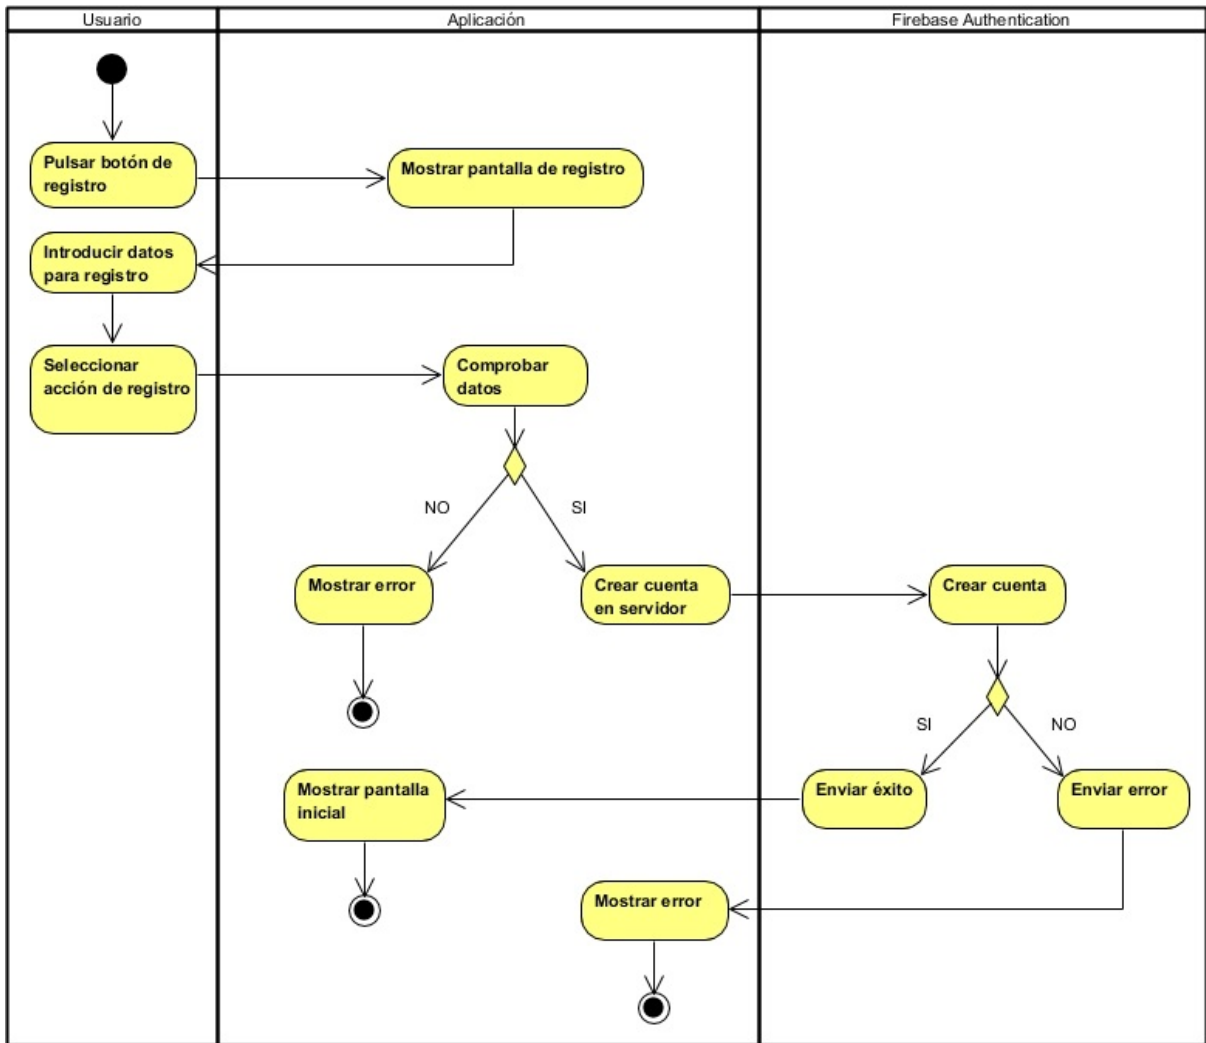 Usuario
Aplicación
Firebase Authentication
Pulsar botón de
registro
Mostrar pantalla de registro
Introducir datos
para registro
Seleccionar
acción de registro
Comprobar
datos
NO
SI
Mostrar error
Crear cuenta
en servidor
Crear cuenta
SI
NO
Mostrar pantalla
inicial
Enviar éxito
Enviar error
Mostrar error